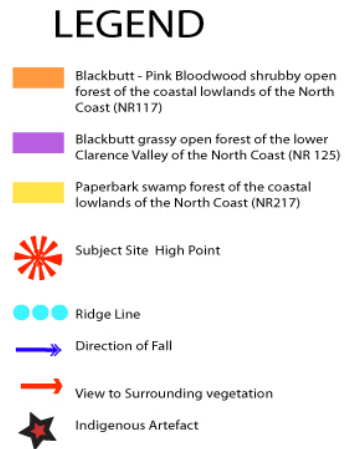 LEGEND
Blackbutt - Pink Bloodwood shrubby open
forest of the coastal lowlands of the North
Coast (NR117)
Blackbutt grassy open forest of the lower
Clarence Valley of the North Coast (NR 125)
Paperbark swamp forest of the coastal
lowlands of the North Coast (NR217)
Subject Site High Point
Ridge Line
Direction of Fall
View to Surrounding vegetation
Indigenous Artefact